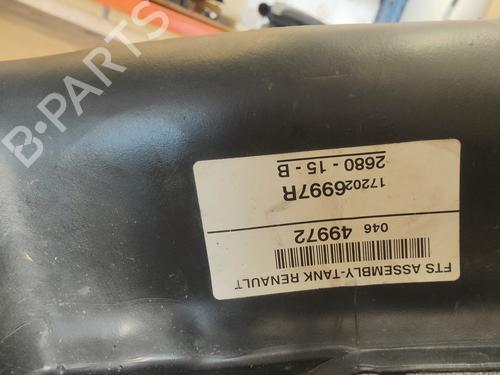 B-PARTS
FTS ASSEMBLY-TANK RENAULT
046 49972
172026997R
2680 - 15 - B